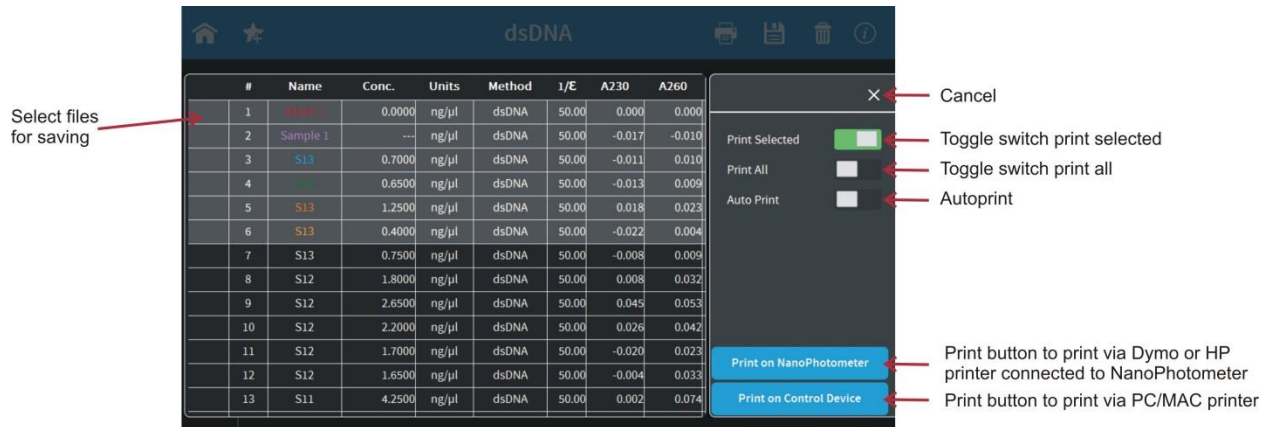 dsDNA
# Name Conc. Units Method 1/Ɛ A230 A260
1 0.0000 ng/µl dsDNA 50.00 0.000 0.000
2 Sample 1 --- ng/µl dsDNA 50.00 -0.017 -0.010
3 S13 0.7000 ng/µl dsDNA 50.00 -0.011 0.010
4 0.6500 ng/µl dsDNA 50.00 -0.013 0.009
5 S13 1.2500 ng/µl dsDNA 50.00 0.018 0.023
6 S13 0.4000 ng/µl dsDNA 50.00 -0.022 0.004
7 S13 0.7500 ng/µl dsDNA 50.00 -0.008 0.009
8 S12 1.8000 ng/µl dsDNA 50.00 0.008 0.032
9 S12 2.6500 ng/µl dsDNA 50.00 0.045 0.053
10 S12 2.2000 ng/µl dsDNA 50.00 0.026 0.042
11 S12 1.7000 ng/µl dsDNA 50.00 -0.020 0.023
12 S12 1.6500 ng/µl dsDNA 50.00 -0.004 0.033
13 S11 4.2500 ng/µl dsDNA 50.00 0.002 0.074
Select files
for saving
Print Selected
Print All
Auto Print
Print on NanoPhotometer
Print on Control Device
Cancel
Toggle switch print selected
Toggle switch print all
Autoprint
Print button to print via Dymo or HP
printer connected to NanoPhotometer
Print button to print via PC/MAC printer